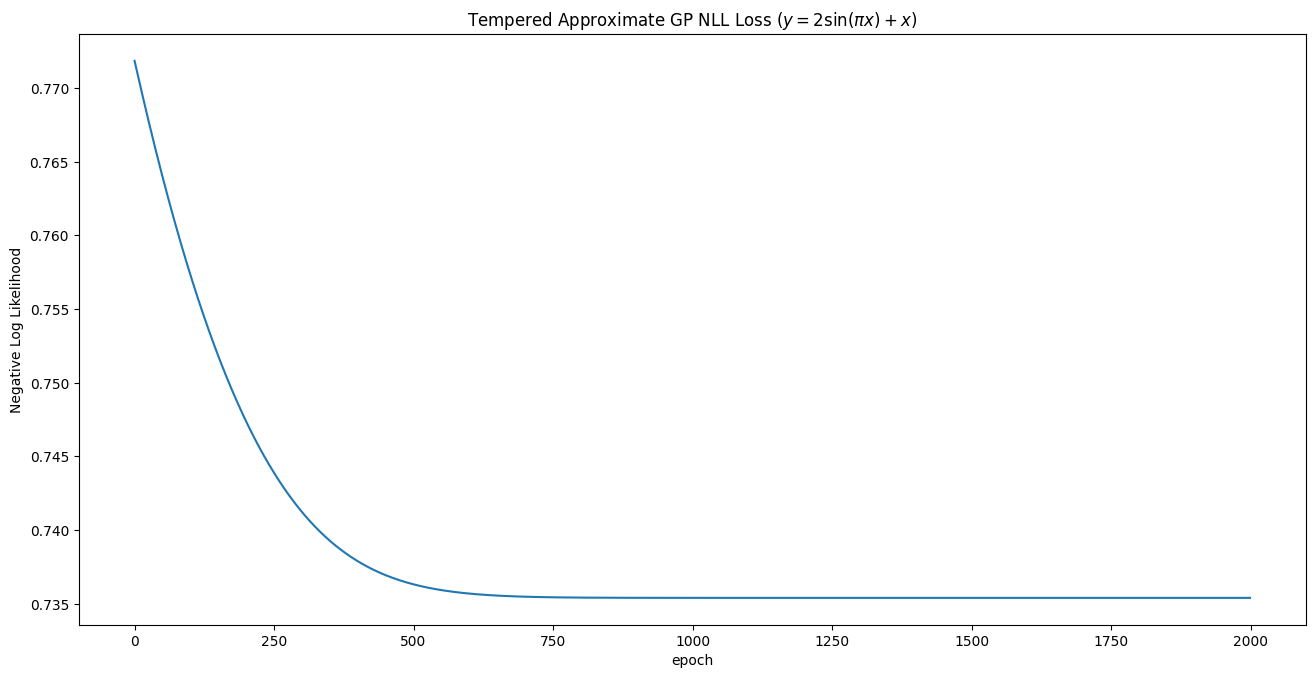 Tempered Approximate GP NLL Loss (y = 2sin(πx) + x)
0.770
0.765
0.760
0.755
0.750
0.745
0.740
0.735
Negative Log Likelihood
0 250 500 750 1000 1250 1500 1750 2000
epoch